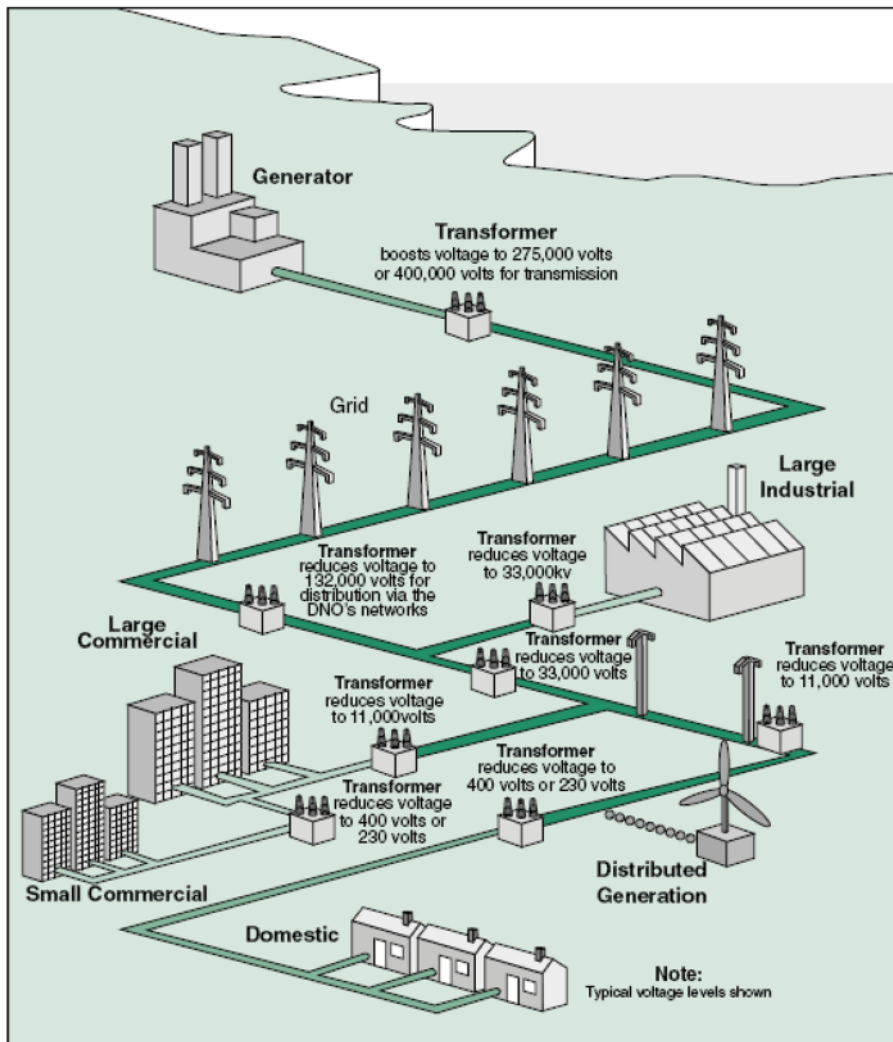 Generator
Transformer
boosts voltage to 275,000 volts
or 400,000 volts for transmission
Grid
Large
Industrial
Transformer
reduces voltage to
132,000 volts for
distribution via the
DNO's networks
Transformer
reduces voltage
to 33,000kv
Large
Commercial
Transformer
reduces voltage
to 33,000 volts
Transformer
reduces voltage
to 11,000 volts
Transformer
reduces voltage
to 11,000volts
Transformer
reduces voltage to
400 volts or 230 volts
Transformer
reduces voltage
to 400 volts or
230 volts
Small Commercial
Distributed
Generation
Domestic
Note:
Typical voltage levels shown